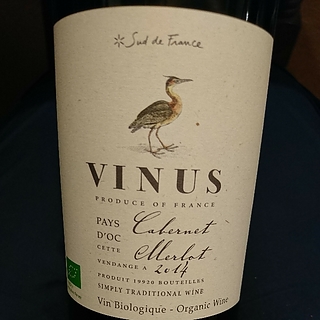 Sud de France
VINUS
PRODUCE OF FRANCE
PAYS D'OC Cabernet
CETTE Merlot
VENDANGE A 2014
PRODUIT 19920 BOUTEILLES
SIMPLY TRADITIONAL WINE
Vin Biologique - Organic Wine